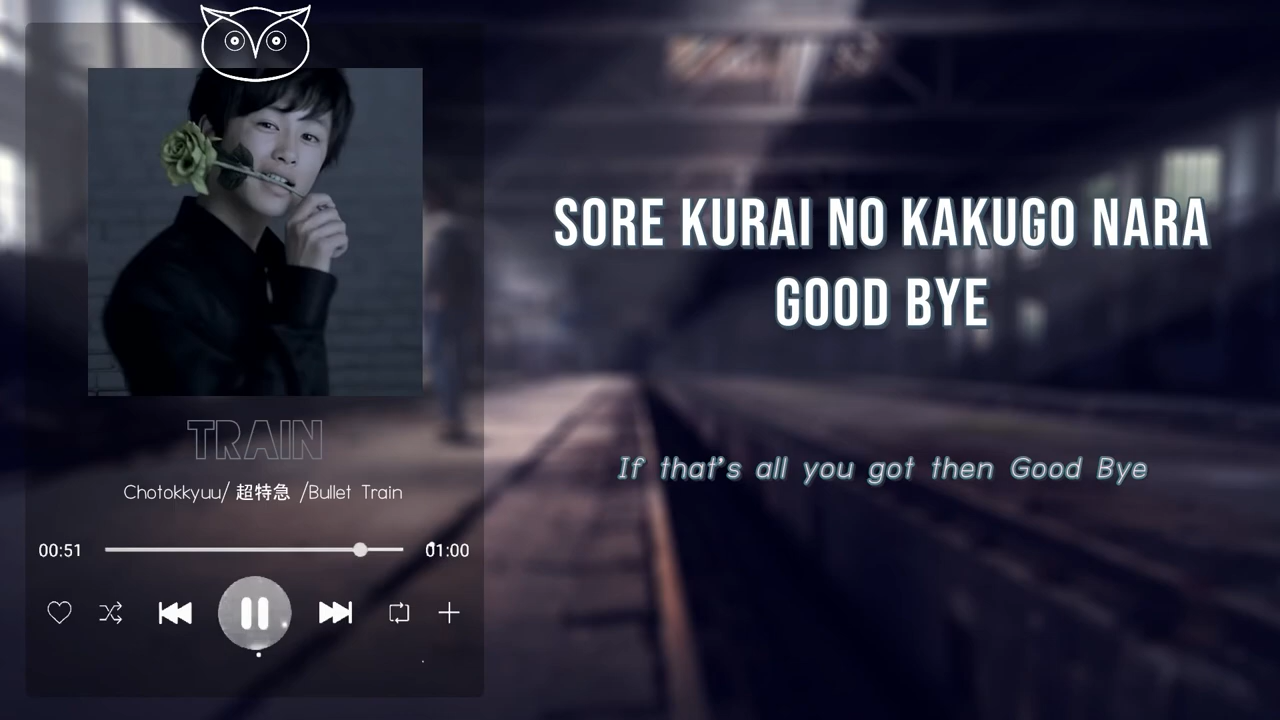 TRAIN
Chotokkyuu/ 超特急 /Bullet Train
00:51
01:00
SORE KURAI NO KAKUGO NARA
GOOD BYE
If that's all you got then Good Bye